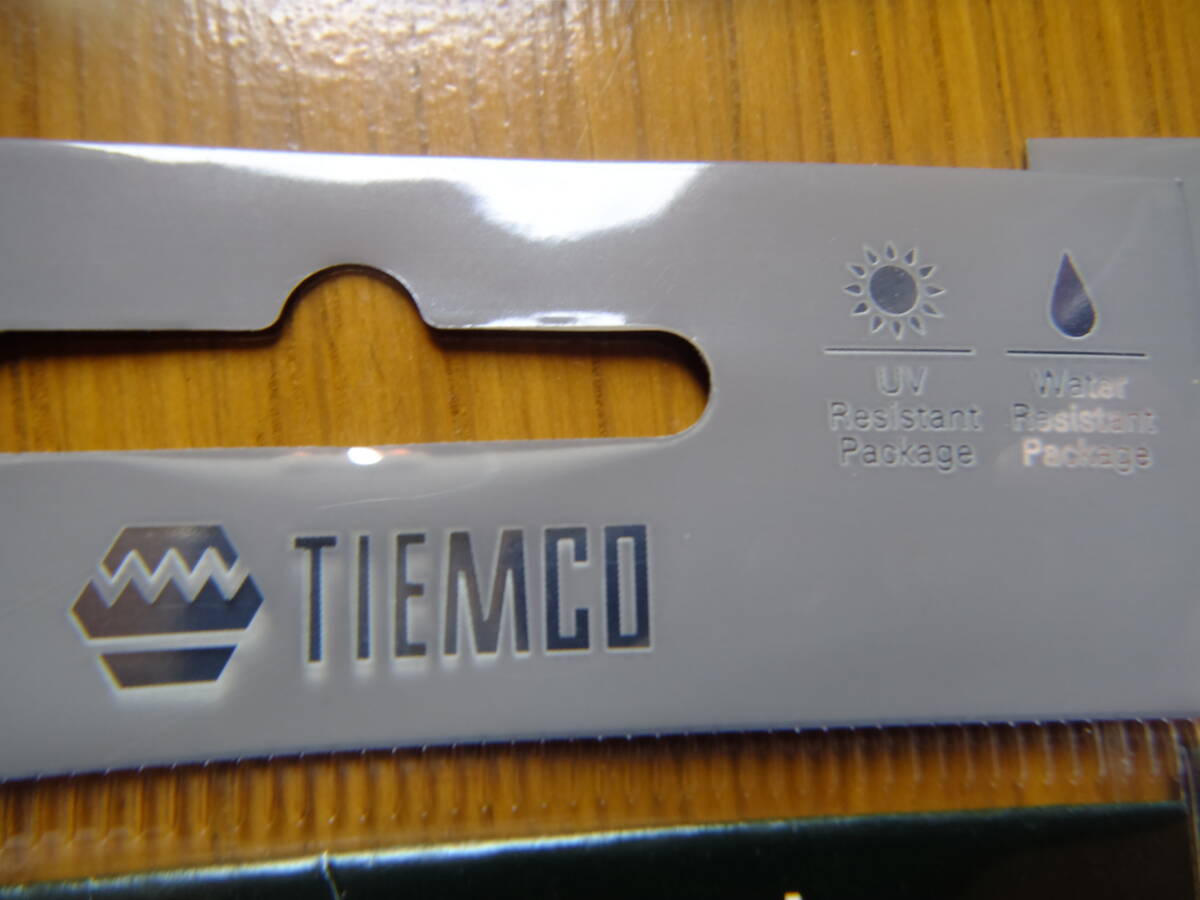 UV
Resistant
Package
Water
Resistant
Package
TIEMCO